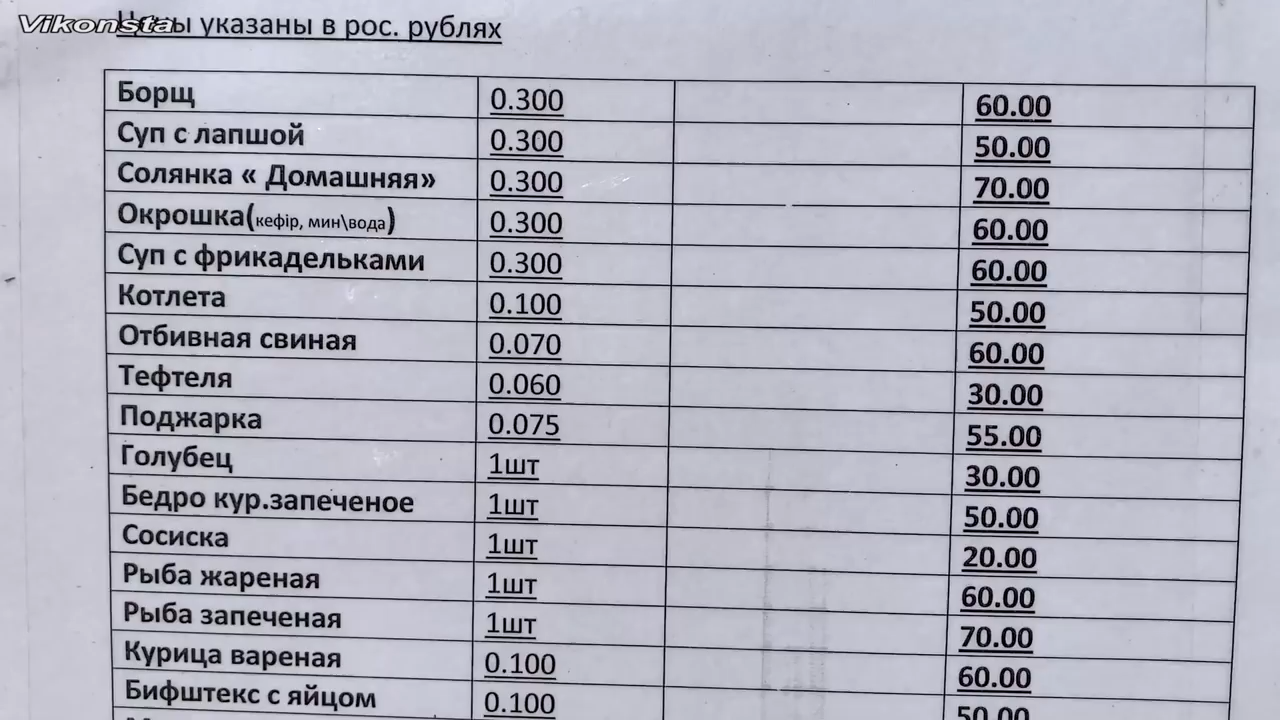 Vikonsta
указаны в рос. рублях
Борщ 0.300 60.00
Суп с лапшой 0.300 50.00
Солянка « Домашняя» 0.300 70.00
Окрошка(кефір, мин\вода) 0.300 60.00
Суп с фрикадельками 0.300 60.00
Котлета 0.100 50.00
Отбивная свиная 0.070 60.00
Тефтеля 0.060 30.00
Поджарка 0.075 55.00
Голубец 1шт 30.00
Бедро кур.запеченое 1шт 50.00
Сосиска 1шт 20.00
Рыба жареная 1шт 60.00
Рыба запеченая 1шт 70.00
Курица вареная 0.100 60.00
Бифштекс с яйцом 0.100 50.00